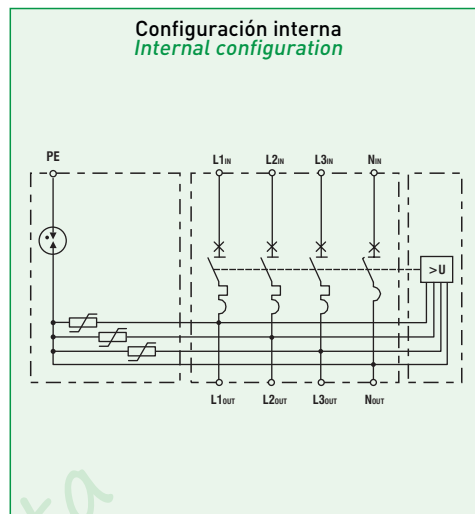 Configuración interna
Internal configuration
PE
L1IN L2IN L3IN NIN
>U
L1OUT L2OUT L3OUT NOUT